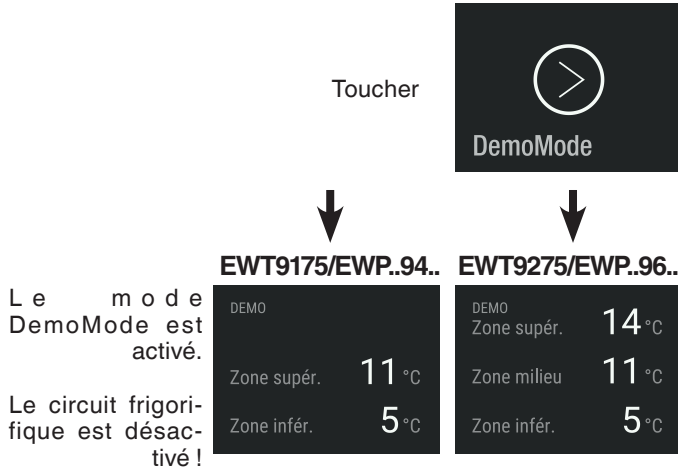 Toucher
DemoMode
EWT9175/EWP..94..
EWT9275/EWP..96..
Le mode
DemoMode est
activé.
Le circuit frigori-
fique est désac-
tivé !
DEMO
Zone supér. 11 °C
Zone infér. 5 °C
DEMO
Zone supér. 14 °C
Zone milieu 11 °C
Zone infér. 5 °C